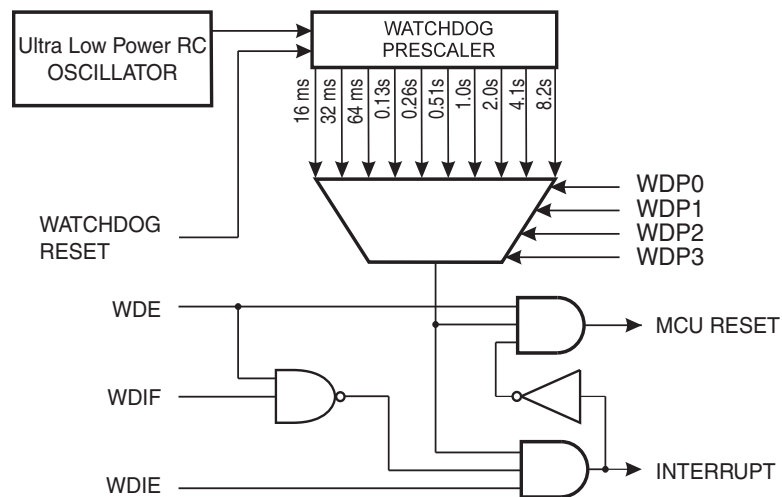 Ultra Low Power RC
OSCILLATOR
WATCHDOG
PRESCALER
16 ms
32 ms
64 ms
0.13s
0.26s
0.51s
1.0s
2.0s
4.1s
8.2s
WDP0
WDP1
WDP2
WDP3
WATCHDOG
RESET
WDE
MCU RESET
WDIF
INTERRUPT
WDIE